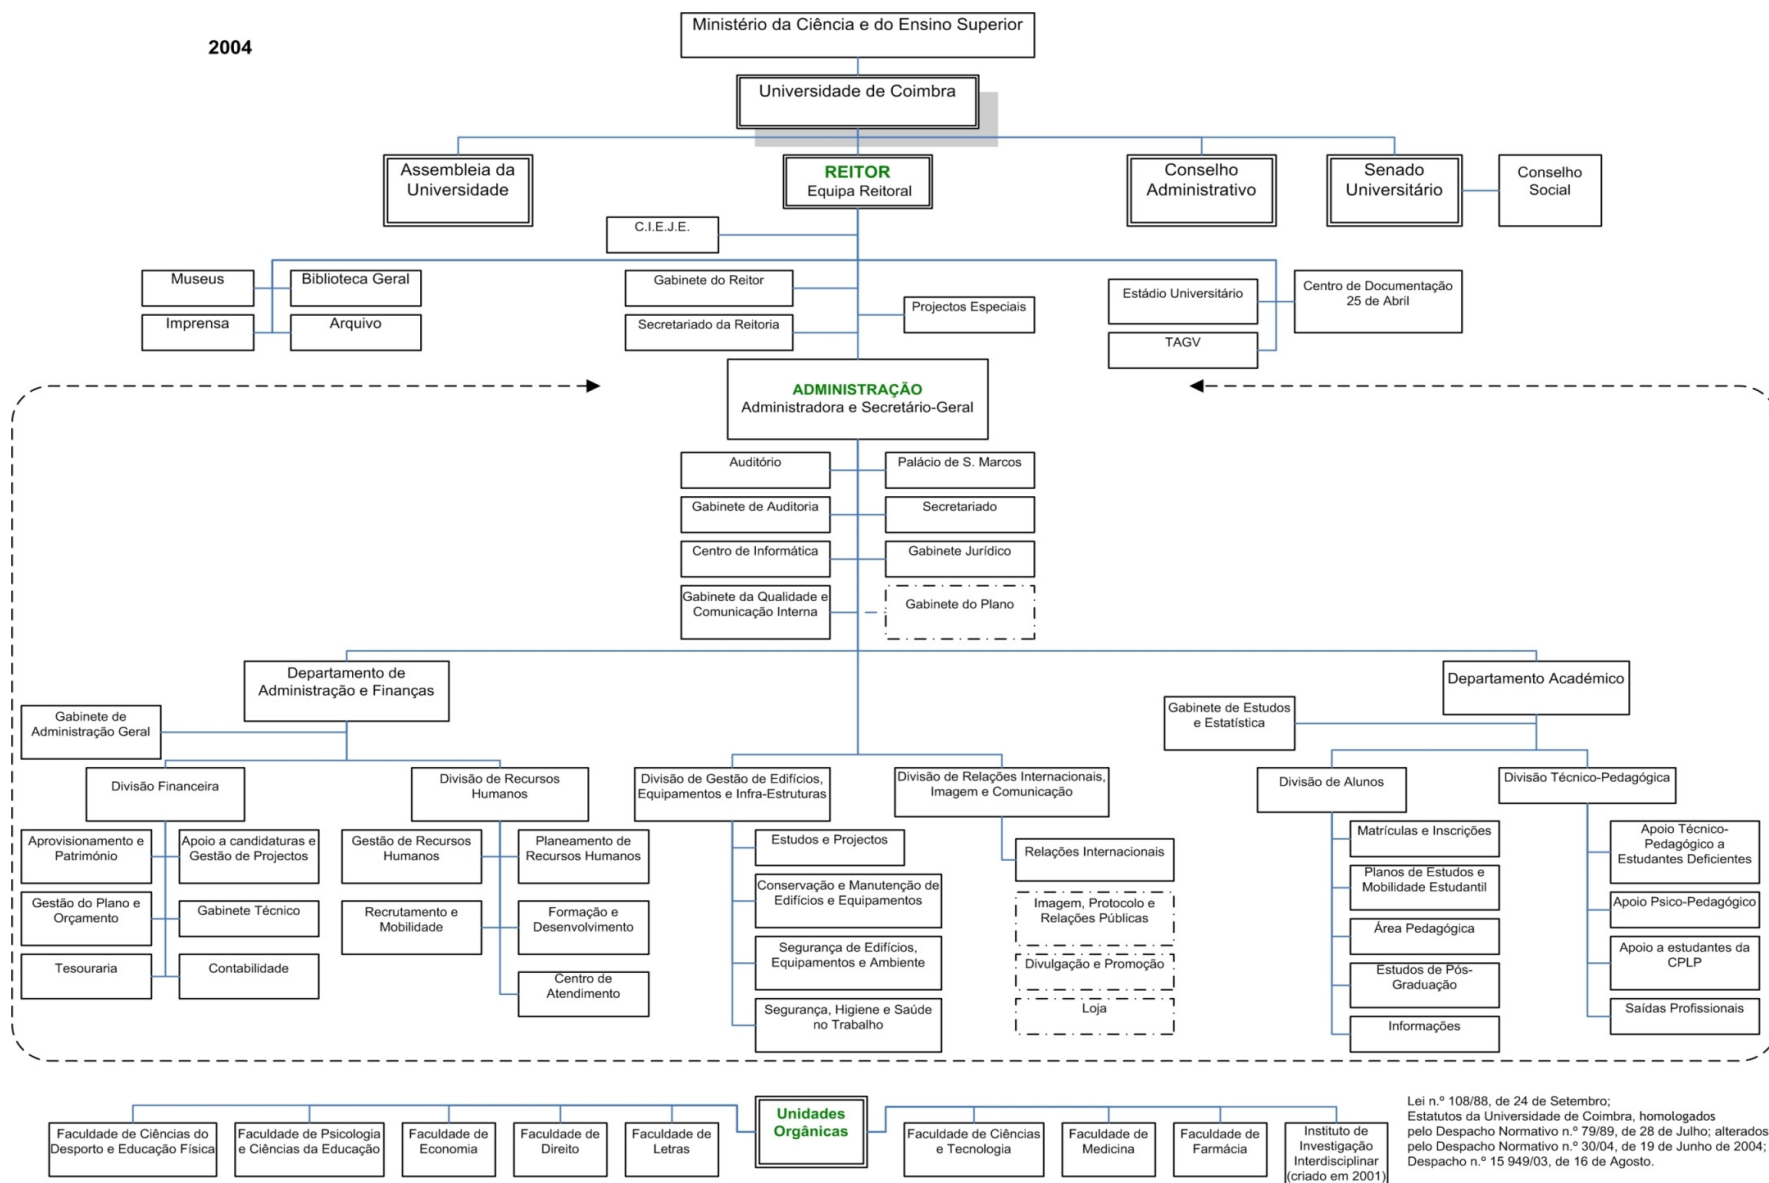 2004
Ministério da Ciência e do Ensino Superior
Universidade de Coimbra
Assembleia da
Universidade
REITOR
Equipa Reitoral
Conselho
Administrativo
Senado
Universitário
Conselho
Social
C.I.E.J.E.
Museus
Biblioteca Geral
Imprensa
Arquivo
Gabinete do Reitor
Secretariado da Reitoria
Projectos Especiais
Estádio Universitário
Centro de Documentação
25 de Abril
TAGV
ADMINISTRAÇÃO
Administradora e Secretário-Geral
Auditório
Palácio de S. Marcos
Gabinete de Auditoria
Secretariado
Centro de Informática
Gabinete Jurídico
Gabinete da Qualidade e
Comunicação Interna
Gabinete do Plano
Departamento de
Administração e Finanças
Departamento Académico
Gabinete de
Administração Geral
Gabinete de Estudos
e Estatística
Divisão Financeira
Divisão de Recursos
Humanos
Divisão de Gestão de Edifícios,
Equipamentos e Infra-Estruturas
Divisão de Relações Internacionais,
Imagem e Comunicação
Divisão de Alunos
Divisão Técnico-Pedagógica
Aprovisionamento e
Património
Apoio a candidaturas e
Gestão de Projectos
Gestão do Plano e
Orçamento
Gabinete Técnico
Tesouraria
Contabilidade
Gestão de Recursos
Humanos
Planeamento de
Recursos Humanos
Recrutamento e
Mobilidade
Formação e
Desenvolvimento
Centro de
Atendimento
Estudos e Projectos
Conservação e Manutenção de
Edifícios e Equipamentos
Segurança de Edifícios,
Equipamentos e Ambiente
Segurança, Higiene e Saúde
no Trabalho
Relações Internacionais
Imagem, Protocolo e
Relações Públicas
Divulgação e Promoção
Loja
Matrículas e Inscrições
Planos de Estudos e
Mobilidade Estudantil
Área Pedagógica
Estudos de Pós-
Graduação
Informações
Apoio Técnico-
Pedagógico a
Estudantes Deficientes
Apoio Psico-Pedagógico
Apoio a estudantes da
CPLP
Saídas Profissionais
Unidades
Orgânicas
Faculdade de Ciências do
Desporto e Educação Física
Faculdade de Psicologia
e Ciências da Educação
Faculdade de
Economia
Faculdade de
Direito
Faculdade de
Letras
Faculdade de Ciências
e Tecnologia
Faculdade de
Medicina
Faculdade de
Farmácia
Instituto de
Investigação
Interdisciplinar
(criado em 2001)
Lei n.º 108/88, de 24 de Setembro;
Estatutos da Universidade de Coimbra, homologados
pelo Despacho Normativo n.º 79/89, de 28 de Julho; alterados
pelo Despacho Normativo n.º 30/04, de 19 de Junho de 2004;
Despacho n.º 15 949/03, de 16 de Agosto.